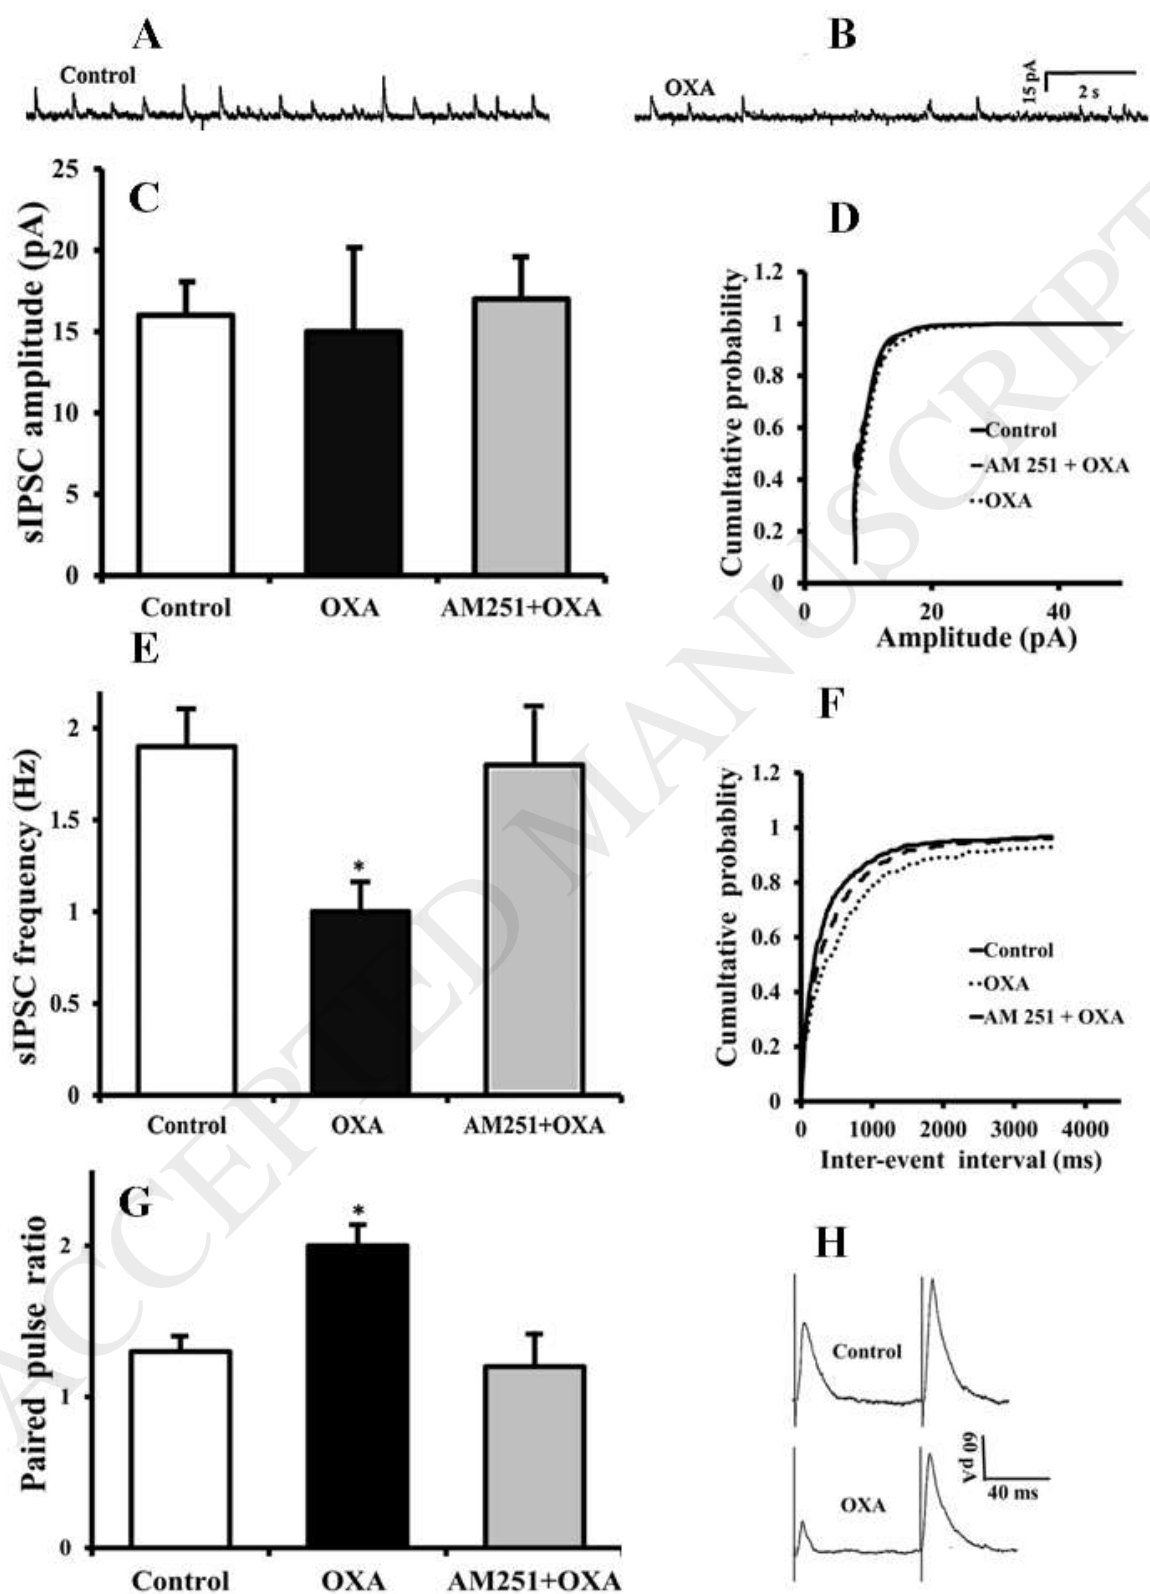 A
B
Control
OXA
15 pA
2 s
C
25
20
15
10
5
0
sIPSC amplitude (pA)
Control
OXA
AM251+OXA
D
1.2
1
0.8
0.6
0.4
0.2
0
Cumultative probability
Control
AM 251 + OXA
OXA
0
20
40
Amplitude (pA)
E
2
1.5
1
0.5
0
sIPSC frequency (Hz)
*
Control
OXA
AM251+OXA
F
1.2
1
0.8
0.6
0.4
0.2
0
Cumultative probablity
Control
OXA
AM 251 + OXA
0
1000
2000
3000
4000
Inter-event interval (ms)
G
2
1
0
Paired pulse ratio
*
Control
OXA
AM251+OXA
H
Control
OXA
60 pA
40 ms
ACCEPTED MANUSCRIPT